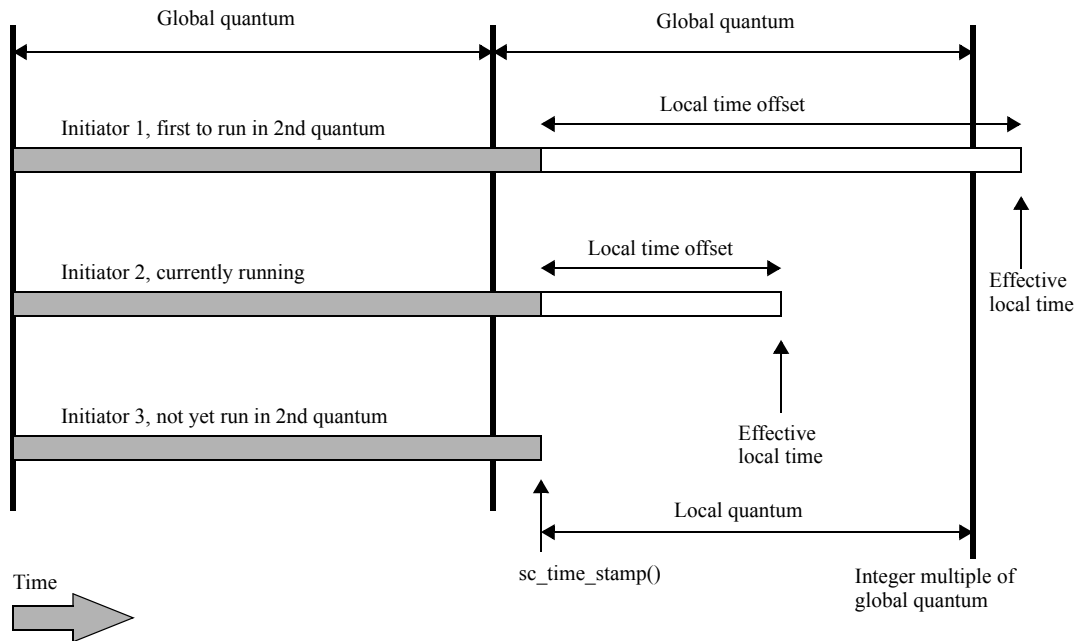 Global quantum
Global quantum
Local time offset
Initiator 1, first to run in 2nd quantum
Local time offset
Initiator 2, currently running
Effective
local time
Initiator 3, not yet run in 2nd quantum
Effective
local time
Local quantum
sc_time_stamp()
Integer multiple of
global quantum
Time